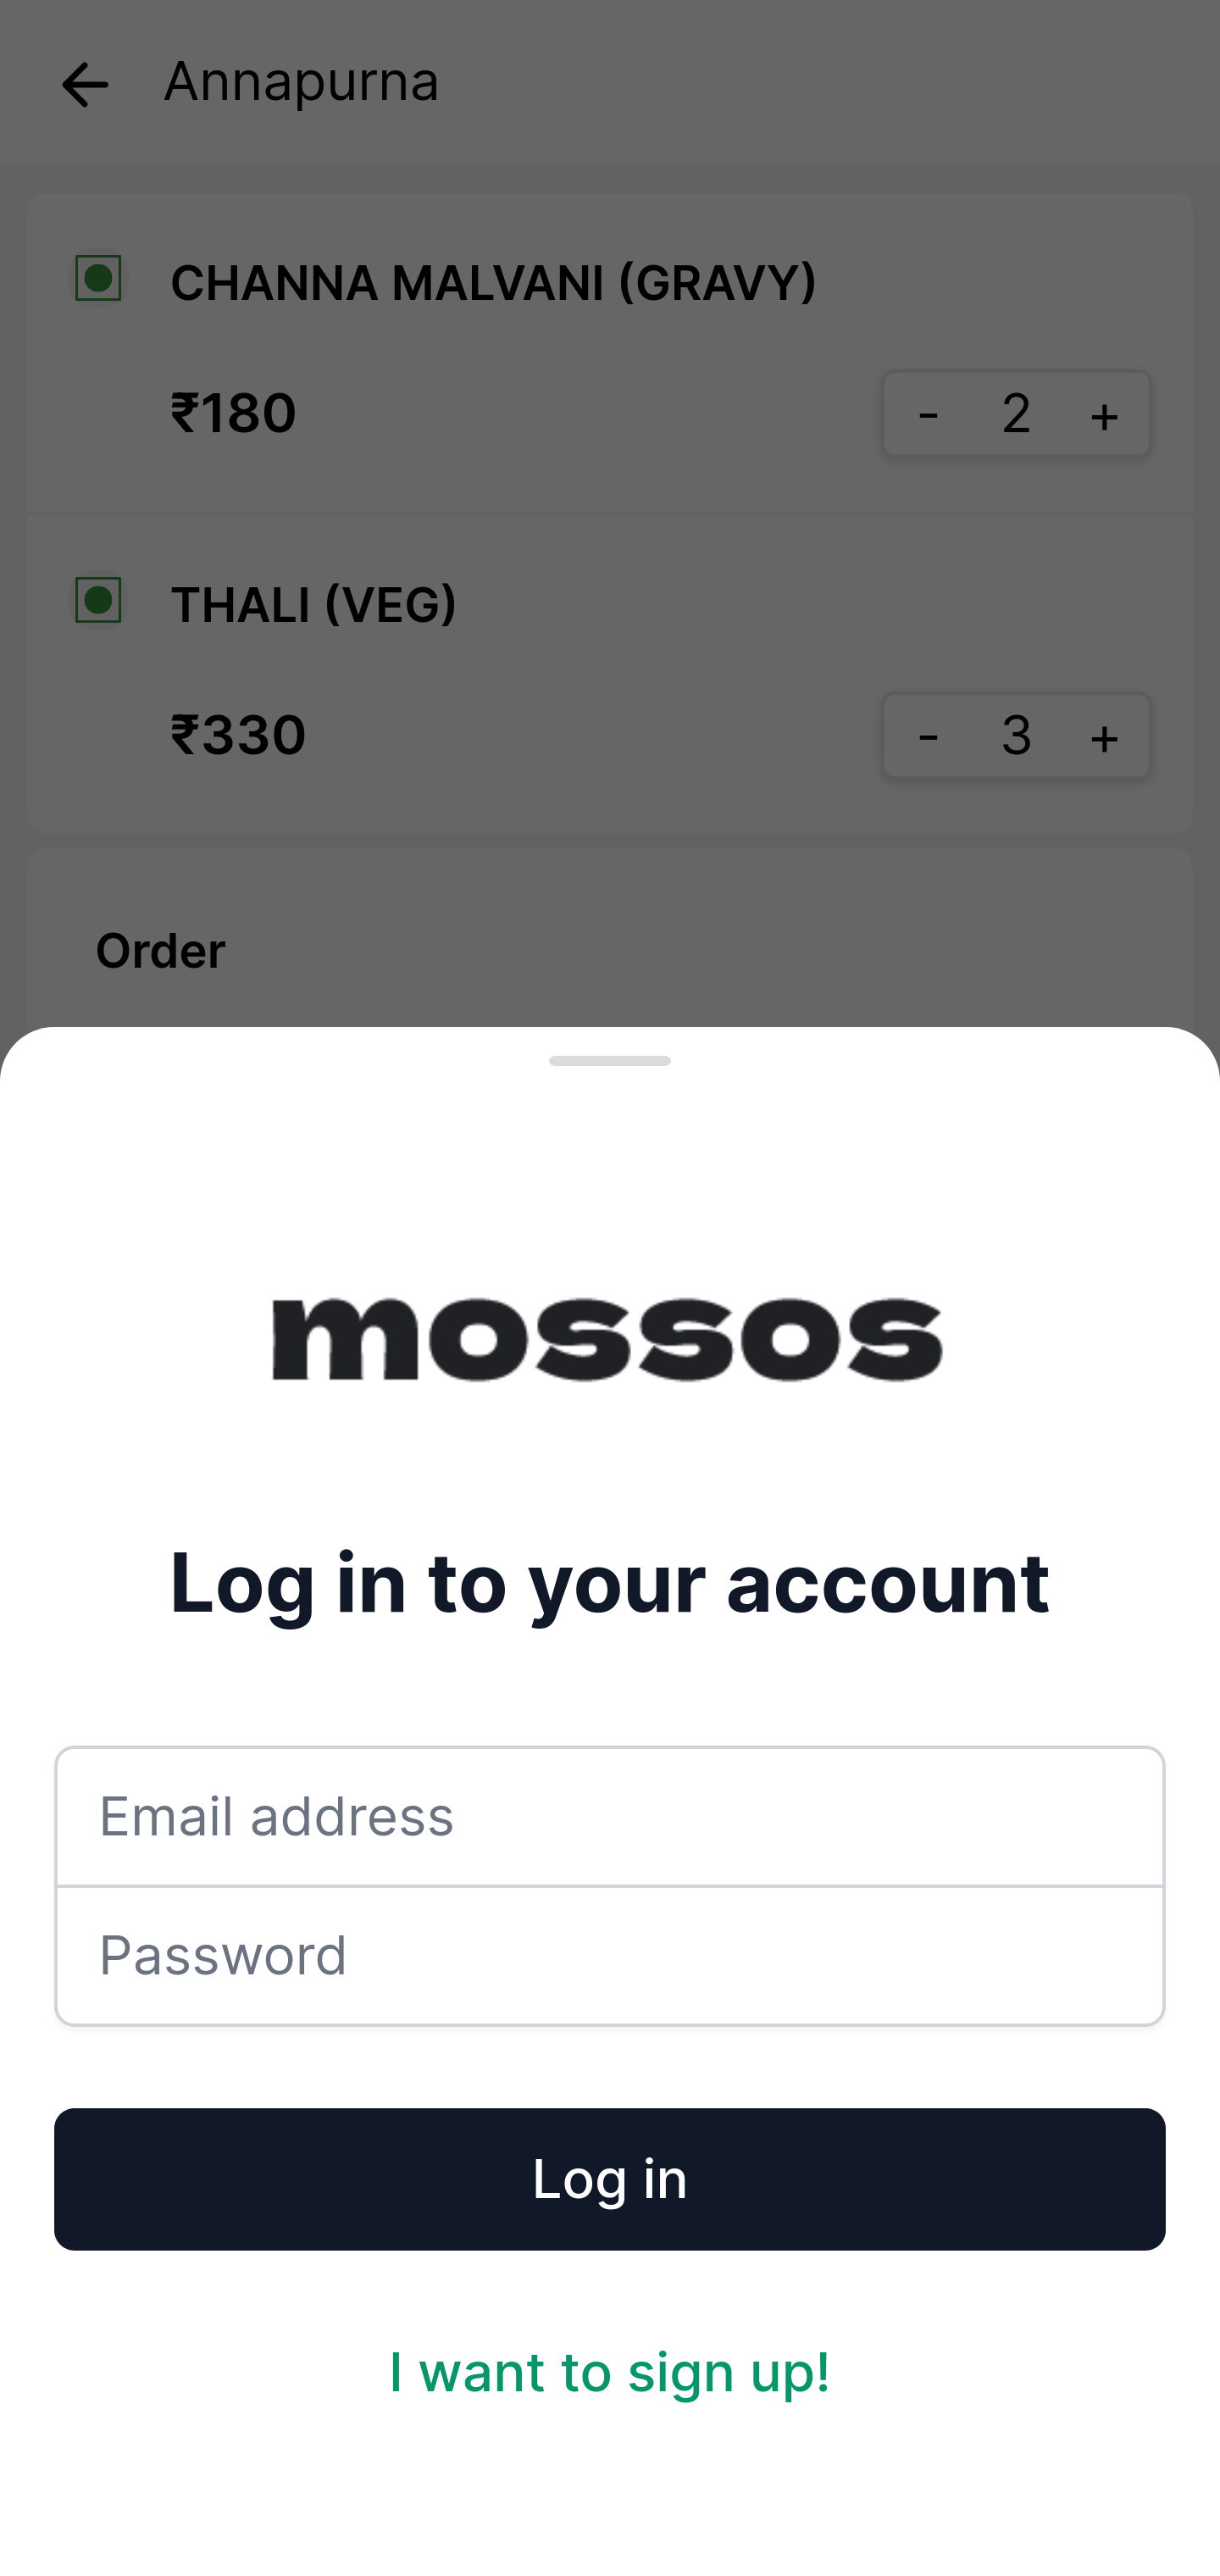 Annapurna
CHANNA MALVANI (GRAVY)
₹180
- 2 +
THALI (VEG)
₹330
- 3 +
Order
mossos
Log in to your account
Email address
Password
Log in
I want to sign up!